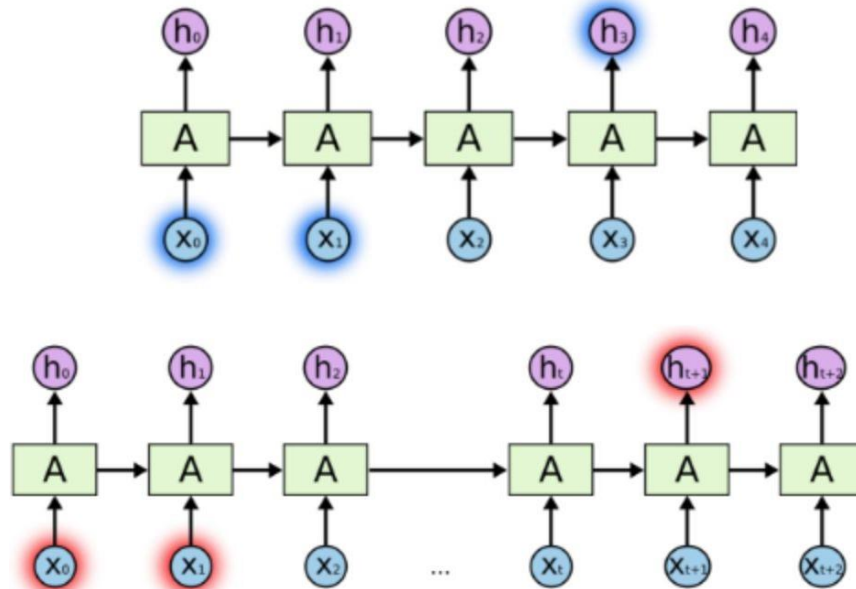 h₀ h₁ h₂ h₃ h₄
A A A A A
x₀ x₁ x₂ x₃ x₄
h₀ h₁ h₂ hₜ hₜ₊₁ hₜ₊₂
A A A A A A
x₀ x₁ x₂ ... xₜ xₜ₊₁ xₜ₊₂